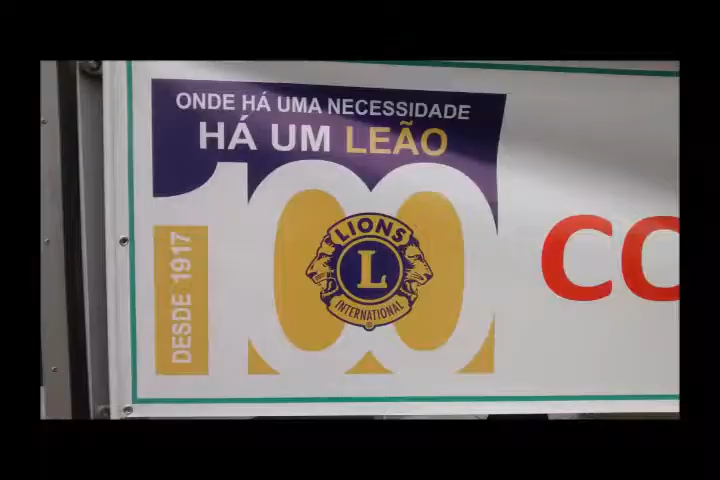 ONDE HÁ UMA NECESSIDADE
HÁ UM LEÃO
100
DESDE 1917
LIONS
L
INTERNATIONAL
®
CO